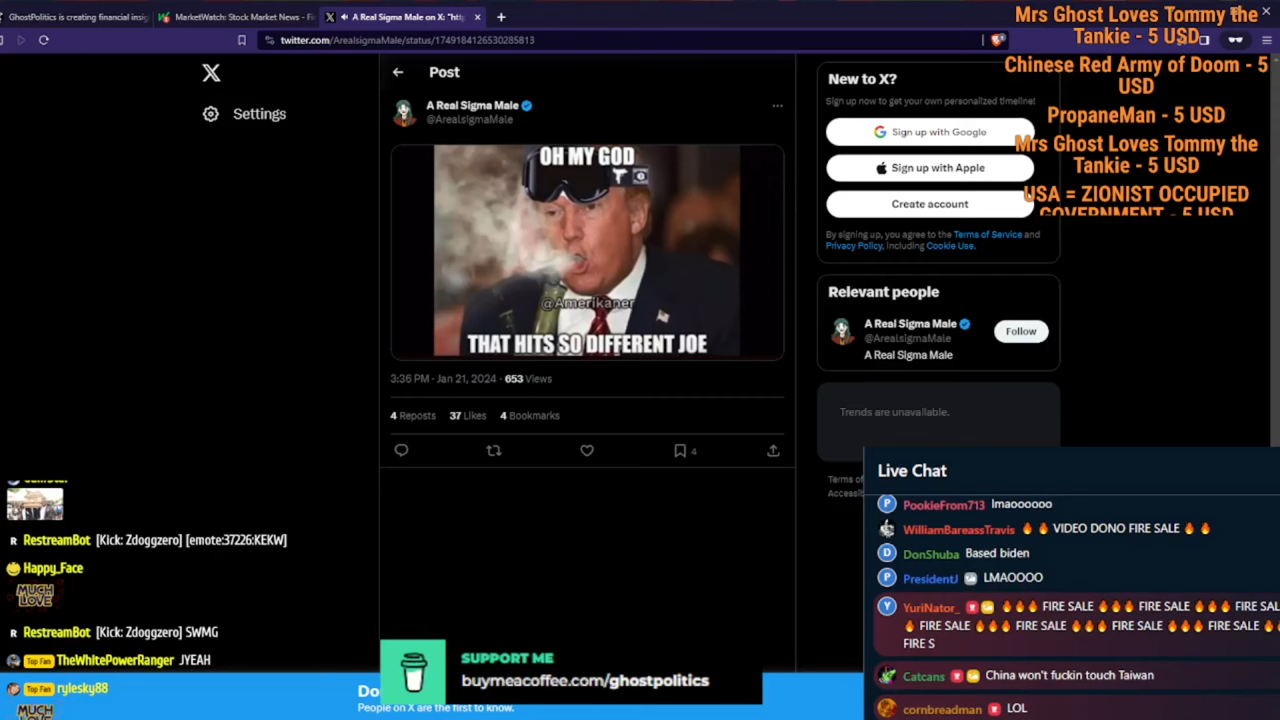 GhostPolitics is creating financial insig
MarketWatch: Stock Market News - Fi
A Real Sigma Male on X: "htt
twitter.com/ArealsigmaMale/status/1749184126530285813
Mrs Ghost Loves Tommy the
Tankie - 5 USD
Chinese Red Army of Doom - 5
USD
PropaneMan - 5 USD
Mrs Ghost Loves Tommy the
Tankie - 5 USD
USA = ZIONIST OCCUPIED
GOVERNMENT - 5 USD
X
Settings
Post
A Real Sigma Male
@ArealsigmaMale
OH MY GOD
@Amerikaner
THAT HITS SO DIFFERENT JOE
3:36 PM · Jan 21, 2024 · 653 Views
4 Reposts 37 Likes 4 Bookmarks
4
New to X?
Sign up now to get your own personalized timeline!
Sign up with Google
Sign up with Apple
Create account
By signing up, you agree to the Terms of Service and
Privacy Policy, including Cookie Use.
Relevant people
A Real Sigma Male
@ArealsigmaMale
Follow
A Real Sigma Male
Trends are unavailable.
Terms of
Accessi
MUCH
LOVE
R RestreamBot [Kick: Zdoggzero] [emote:37226:KEKW]
Happy_Face
R RestreamBot [Kick: Zdoggzero] SWMG
Top Fan TheWhitePowerRanger JYEAH
Top Fan rylesky88
MUCH
SUPPORT ME
buymeacoffee.com/ghostpolitics
Do
People on X are the first to know.
Live Chat
P PookieFrom713 lmaoooooo
WilliamBareassTravis 🔥 🔥 VIDEO DONO FIRE SALE 🔥 🔥
D DonShuba Based biden
P PresidentJ LMAOOOO
Y YuriNator_ 🔥🔥🔥 FIRE SALE 🔥🔥🔥 FIRE SALE 🔥🔥🔥 FIRE SAL
🔥 FIRE SALE 🔥🔥🔥 FIRE SALE 🔥🔥🔥 FIRE SALE 🔥🔥🔥 FIRE SALE
FIRE S
Catcans China won't fuckin touch Taiwan
cornbreadman LOL